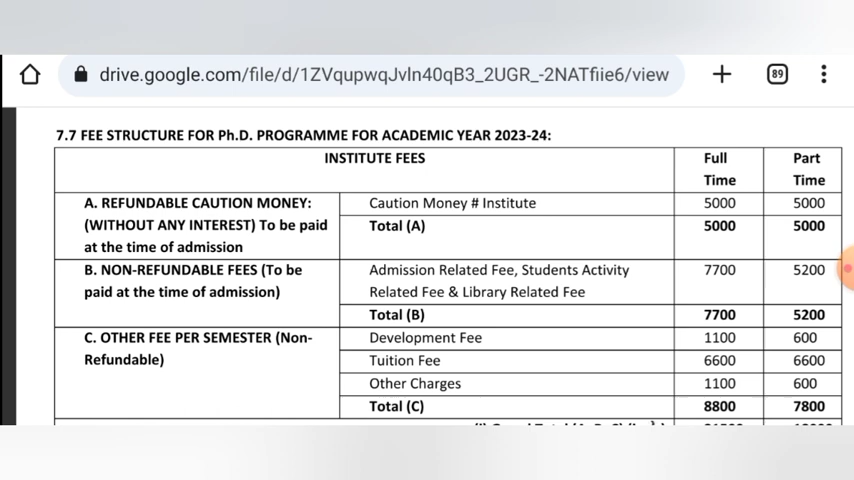 drive.google.com/file/d/1ZVqupwqJvln40qB3_2UGR_-2NATfiie6/view
89
7.7 FEE STRUCTURE FOR Ph.D. PROGRAMME FOR ACADEMIC YEAR 2023-24:
INSTITUTE FEES Full Time Part Time
A. REFUNDABLE CAUTION MONEY: Caution Money # Institute 5000 5000
(WITHOUT ANY INTEREST) To be paid Total (A) 5000 5000
at the time of admission
B. NON-REFUNDABLE FEES (To be Admission Related Fee, Students Activity 7700 5200
paid at the time of admission) Related Fee & Library Related Fee
Total (B) 7700 5200
C. OTHER FEE PER SEMESTER (Non- Development Fee 1100 600
Refundable) Tuition Fee 6600 6600
Other Charges 1100 600
Total (C) 8800 7800